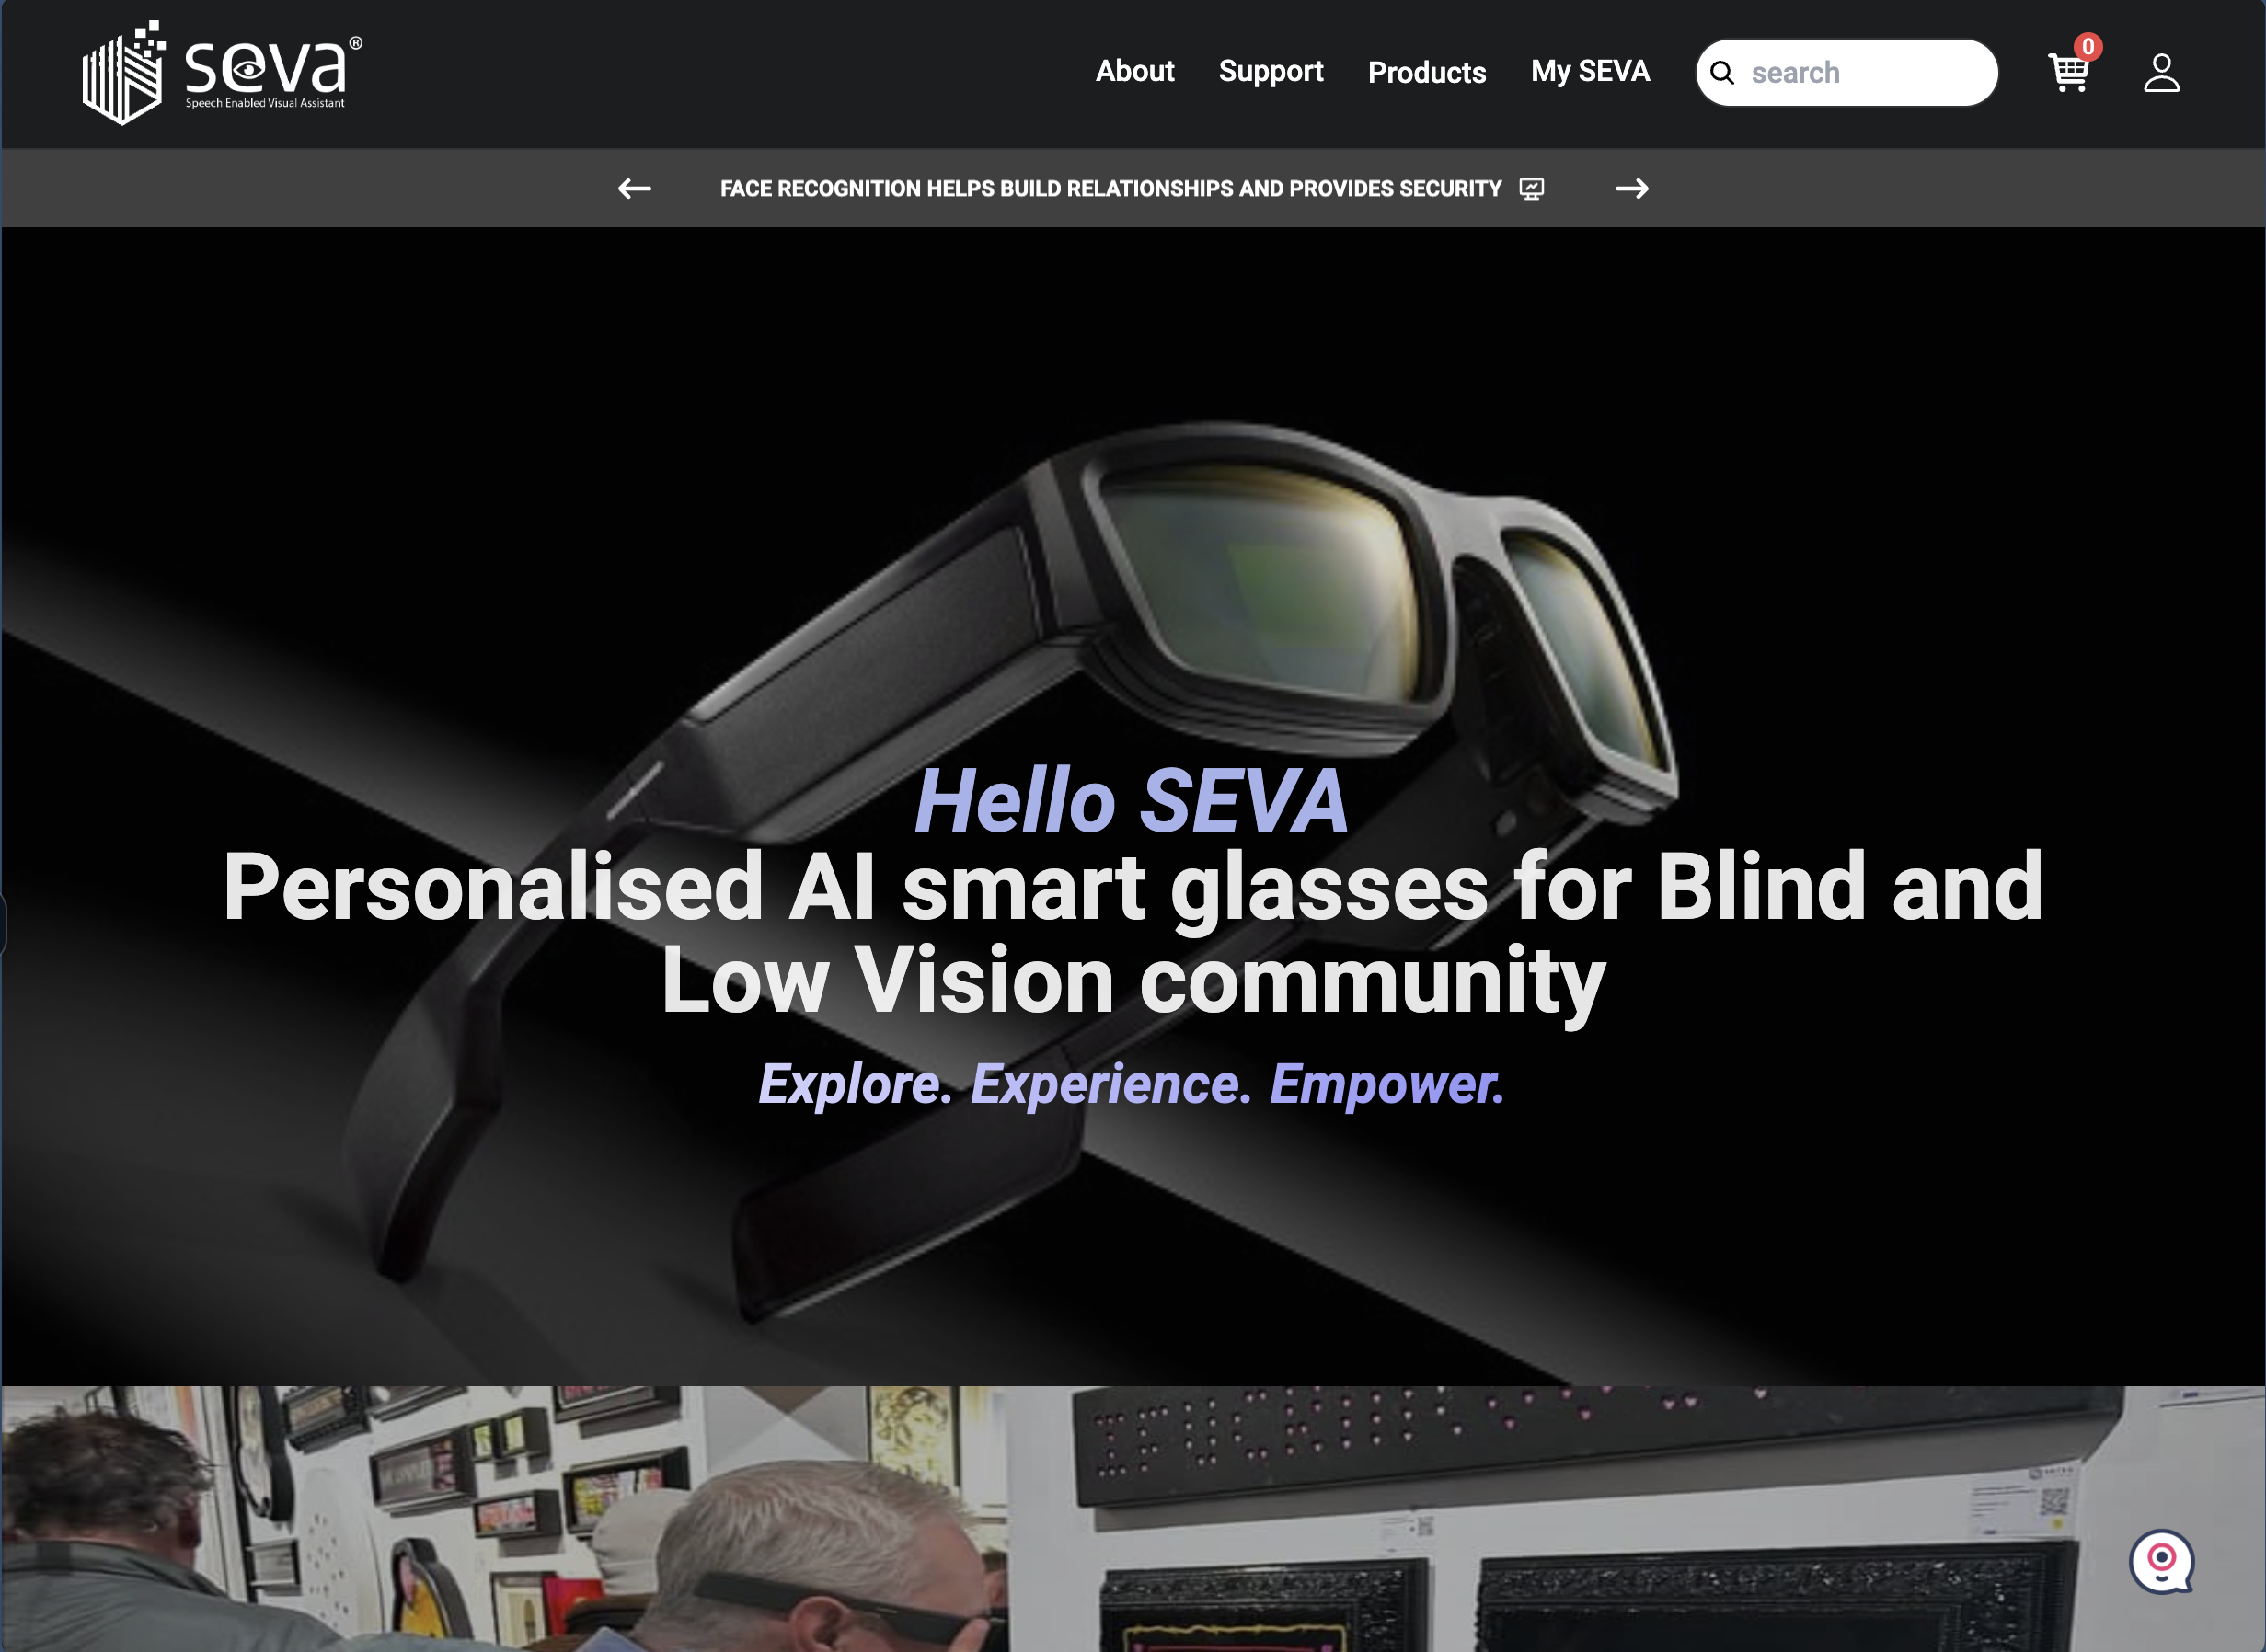 seva®
Speech Enabled Visual Assistant
About Support Products My SEVA search 0
FACE RECOGNITION HELPS BUILD RELATIONSHIPS AND PROVIDES SECURITY
Hello SEVA
Personalised AI smart glasses for Blind and
Low Vision community
Explore. Experience. Empower.